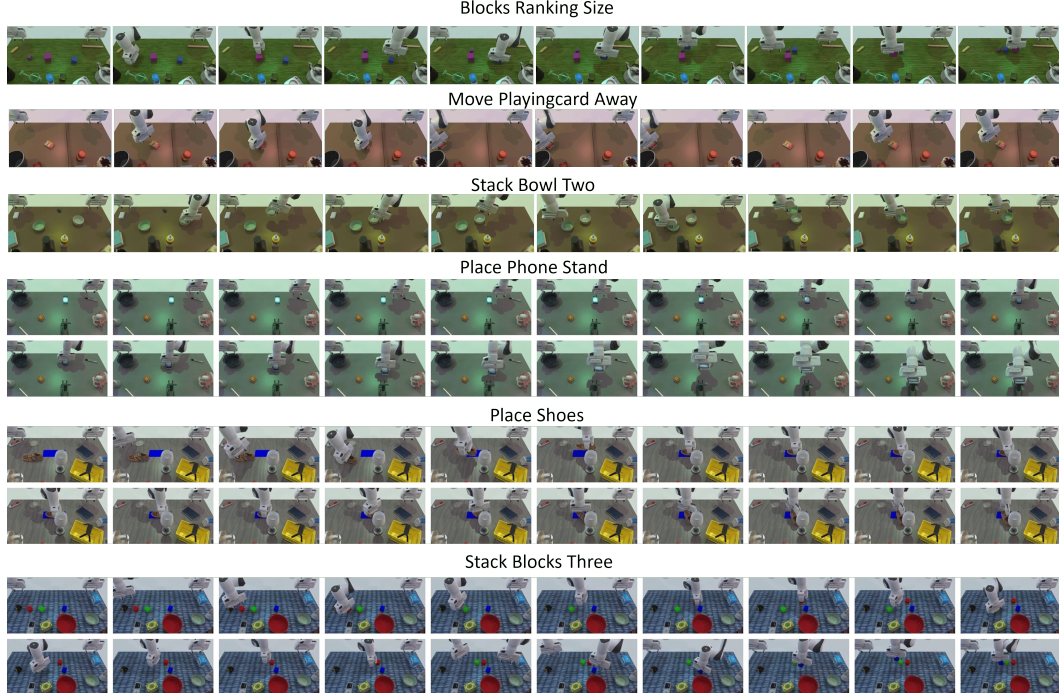 Blocks Ranking Size
Move Playingcard Away
Stack Bowl Two
Place Phone Stand
Place Shoes
Stack Blocks Three